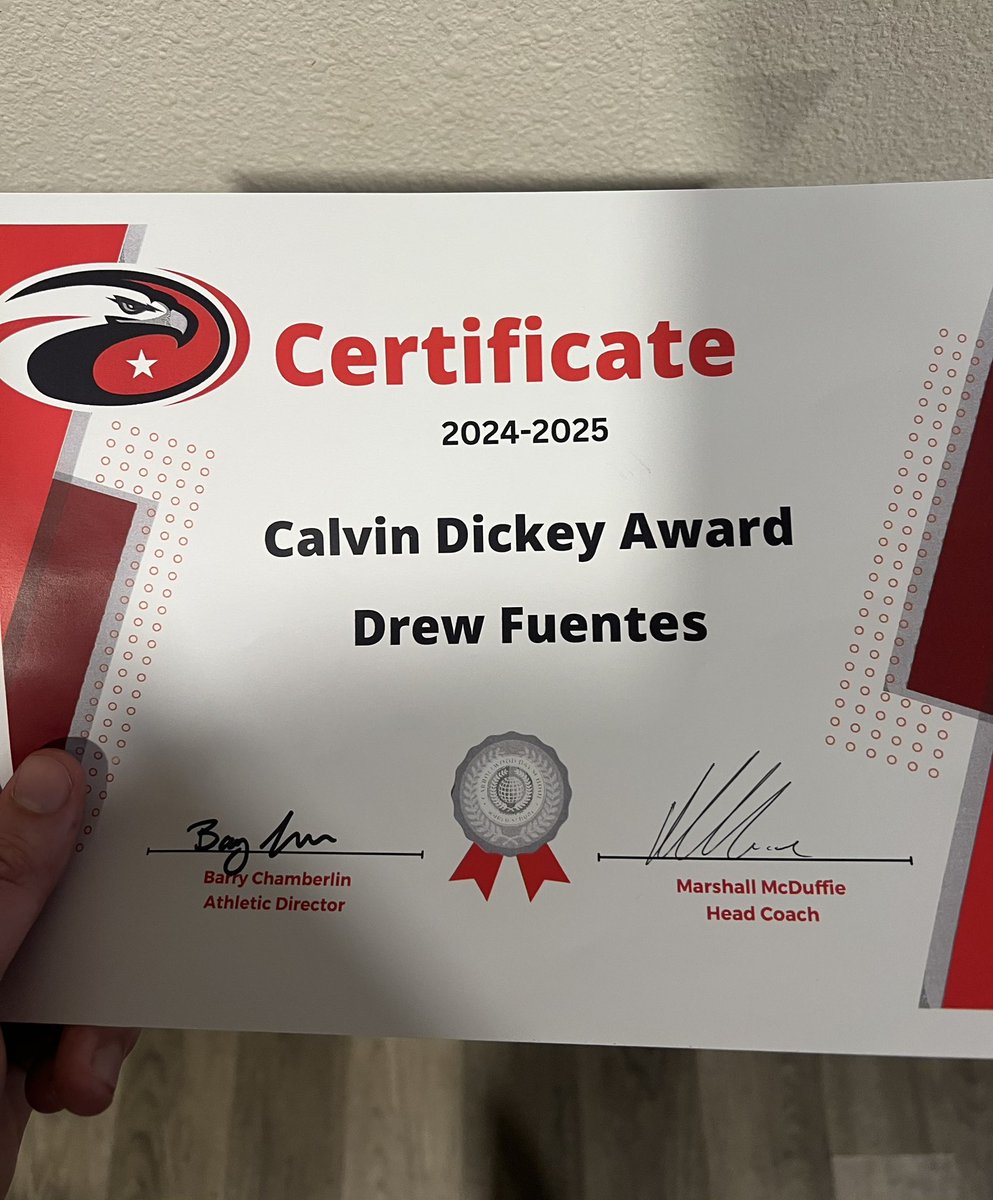 Certificate
2024-2025
Calvin Dickey Award
Drew Fuentes
Barry Chamberlin
Athletic Director
Marshall McDuffie
Head Coach